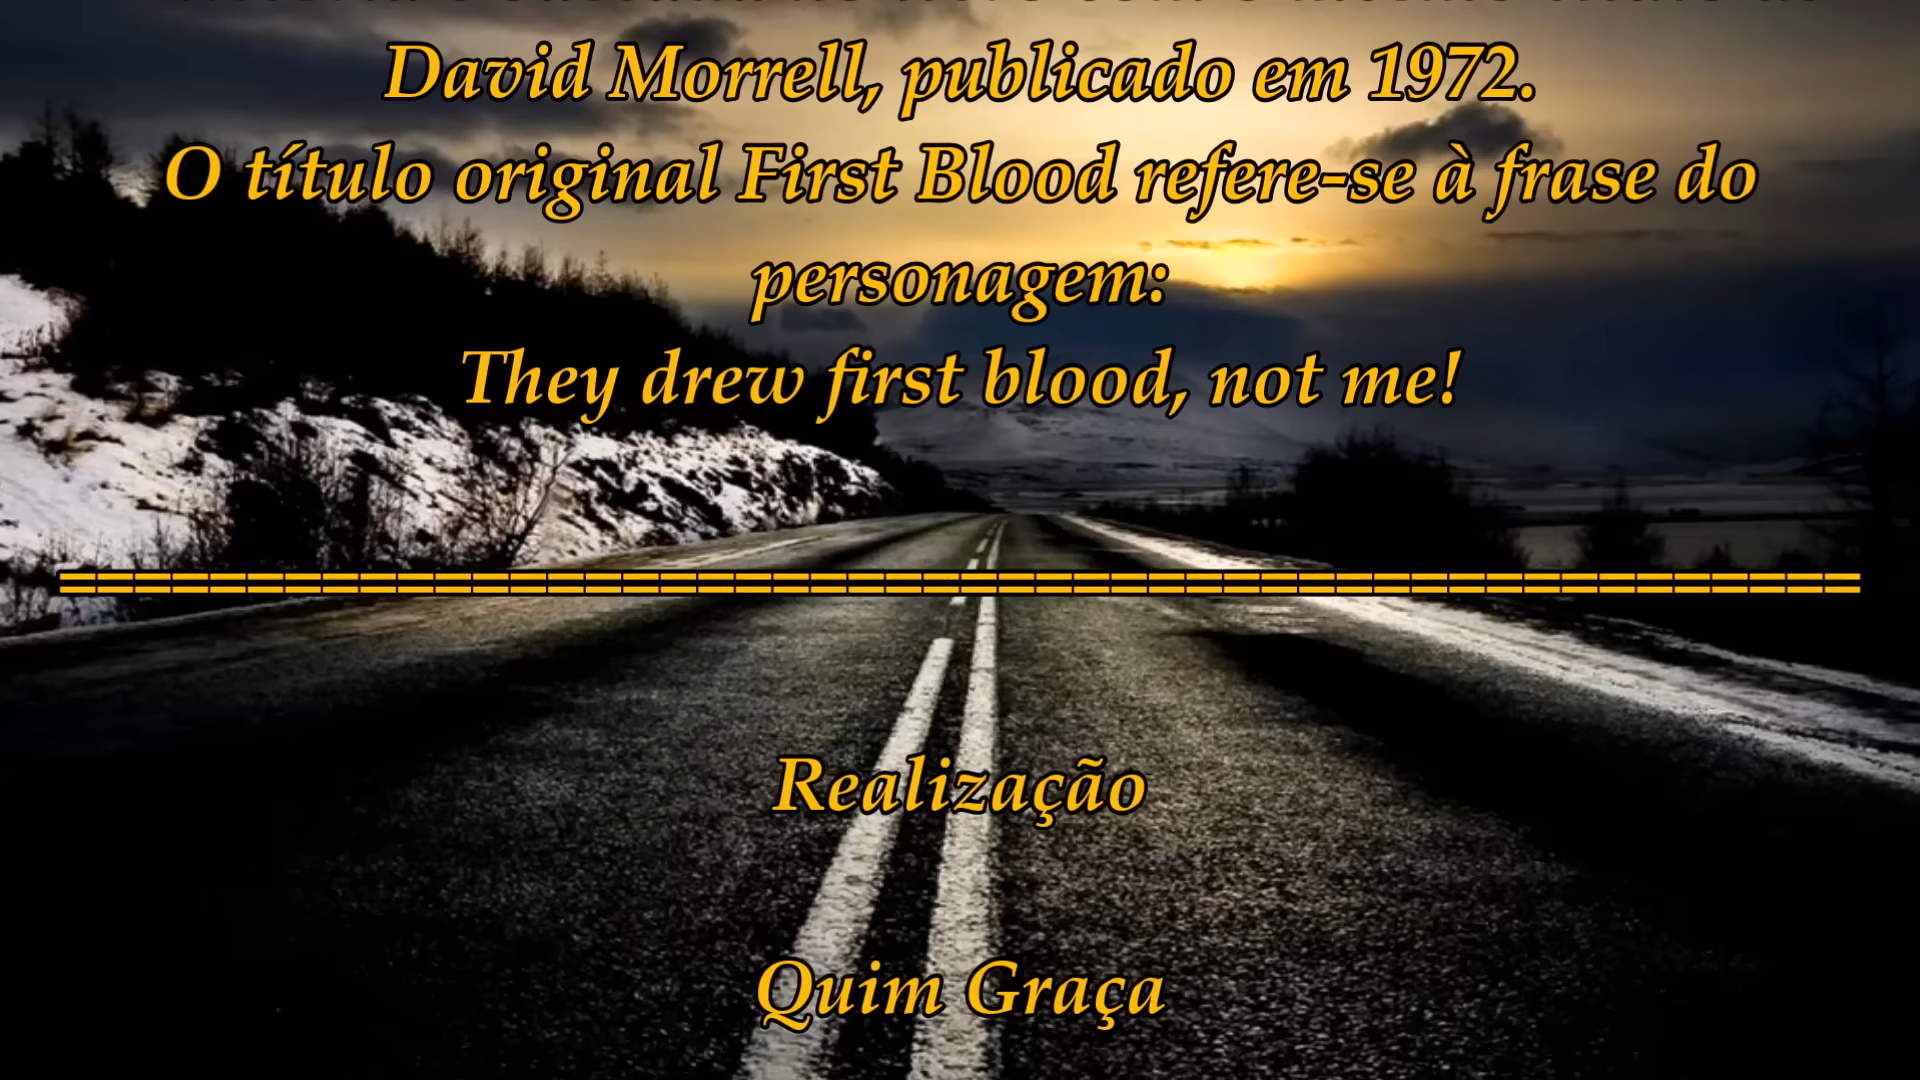 David Morrell, publicado em 1972.
O título original First Blood refere-se à frase do
personagem:
They drew first blood, not me!
================================================
Realização
Quim Graça